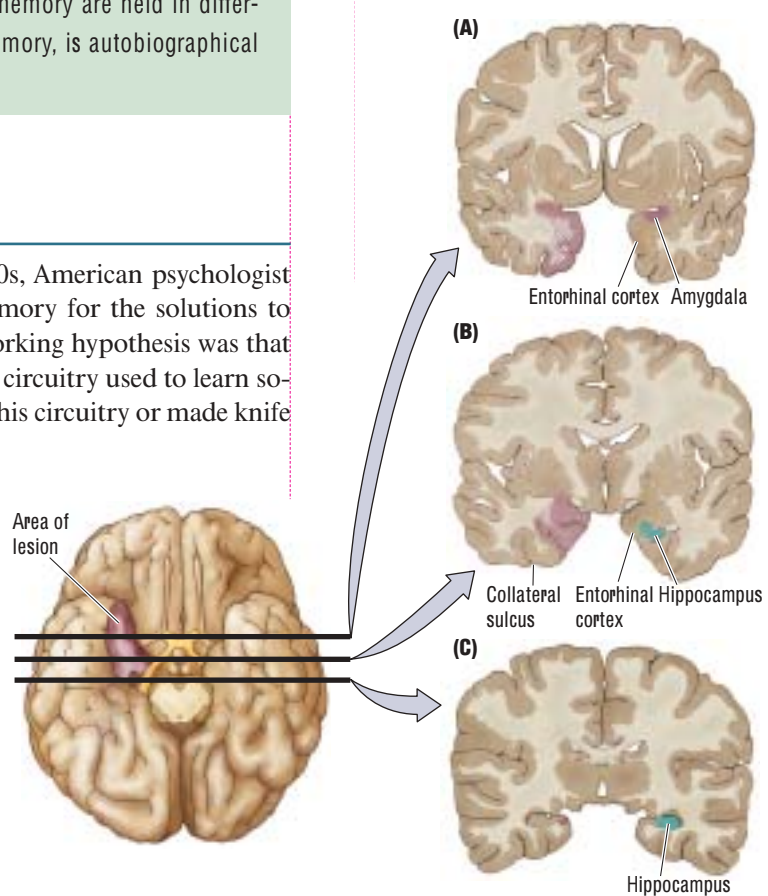 nemory are held in differ-
mory, is autobiographical
0s, American psychologist
mory for the solutions to
orking hypothesis was that
circuitry used to learn so-
his circuitry or made knife
Area of
lesion
(A)
Entorhinal cortex Amygdala
(B)
Collateral
sulcus
Entorhinal
cortex
Hippocampus
(C)
Hippocampus